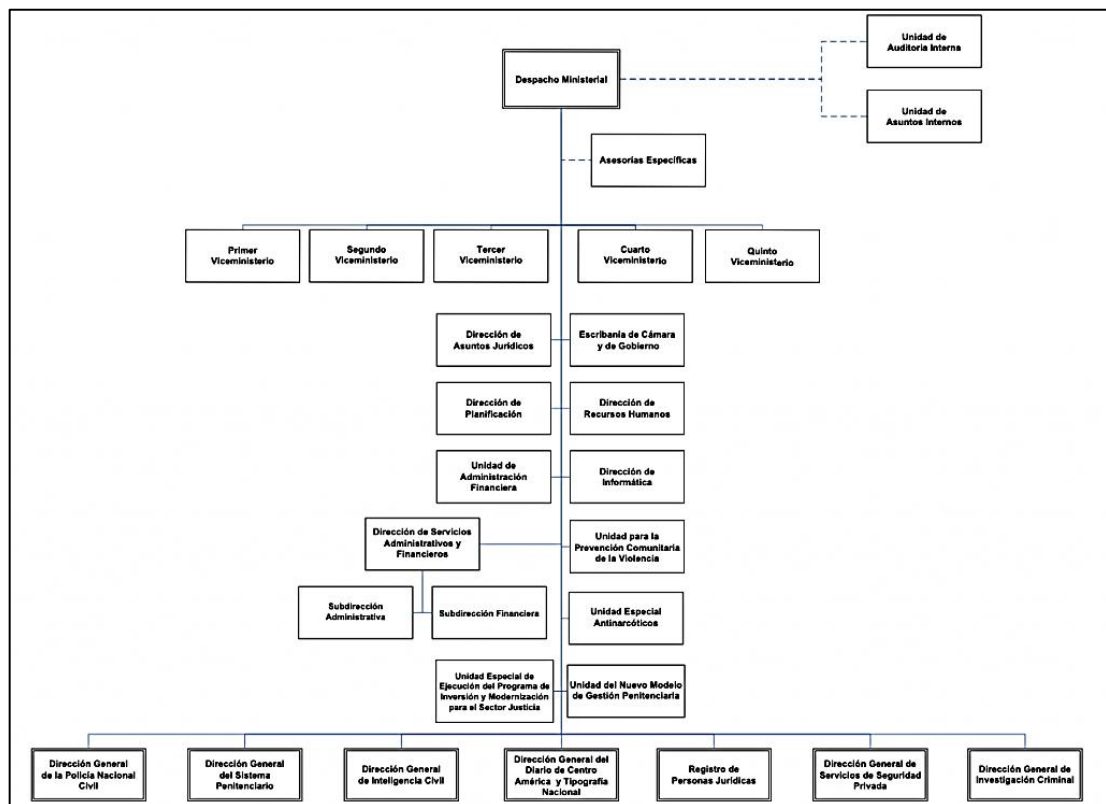 Unidad de
Auditoria Interna
Despacho Ministerial
Unidad de
Asuntos Internos
Asesorías Específicas
Primer
Viceministerio
Segundo
Viceministerio
Tercer
Viceministerio
Cuarto
Viceministerio
Quinto
Viceministerio
Dirección de
Asuntos Jurídicos
Escribanía de Cámara
y de Gobierno
Dirección de
Planificación
Dirección de
Recursos Humanos
Unidad de
Administración
Financiera
Dirección de
Informática
Dirección de Servicios
Administrativos y
Financieros
Unidad para la
Prevención Comunitaria
de la Violencia
Subdirección
Administrativa
Subdirección Financiera
Unidad Especial
Antinarcóticos
Unidad Especial de
Ejecución del Programa de
Inversión y Modernización
para el Sector Justicia
Unidad del Nuevo Modelo
de Gestión Penitenciaria
Dirección General
de la Policía Nacional
Civil
Dirección General
del Sistema
Penitenciario
Dirección General
de Inteligencia Civil
Dirección General del
Diario de Centro
América y Tipografía
Nacional
Registro de
Personas Jurídicas
Dirección General de
Servicios de Seguridad
Privada
Dirección General de
Investigación Criminal